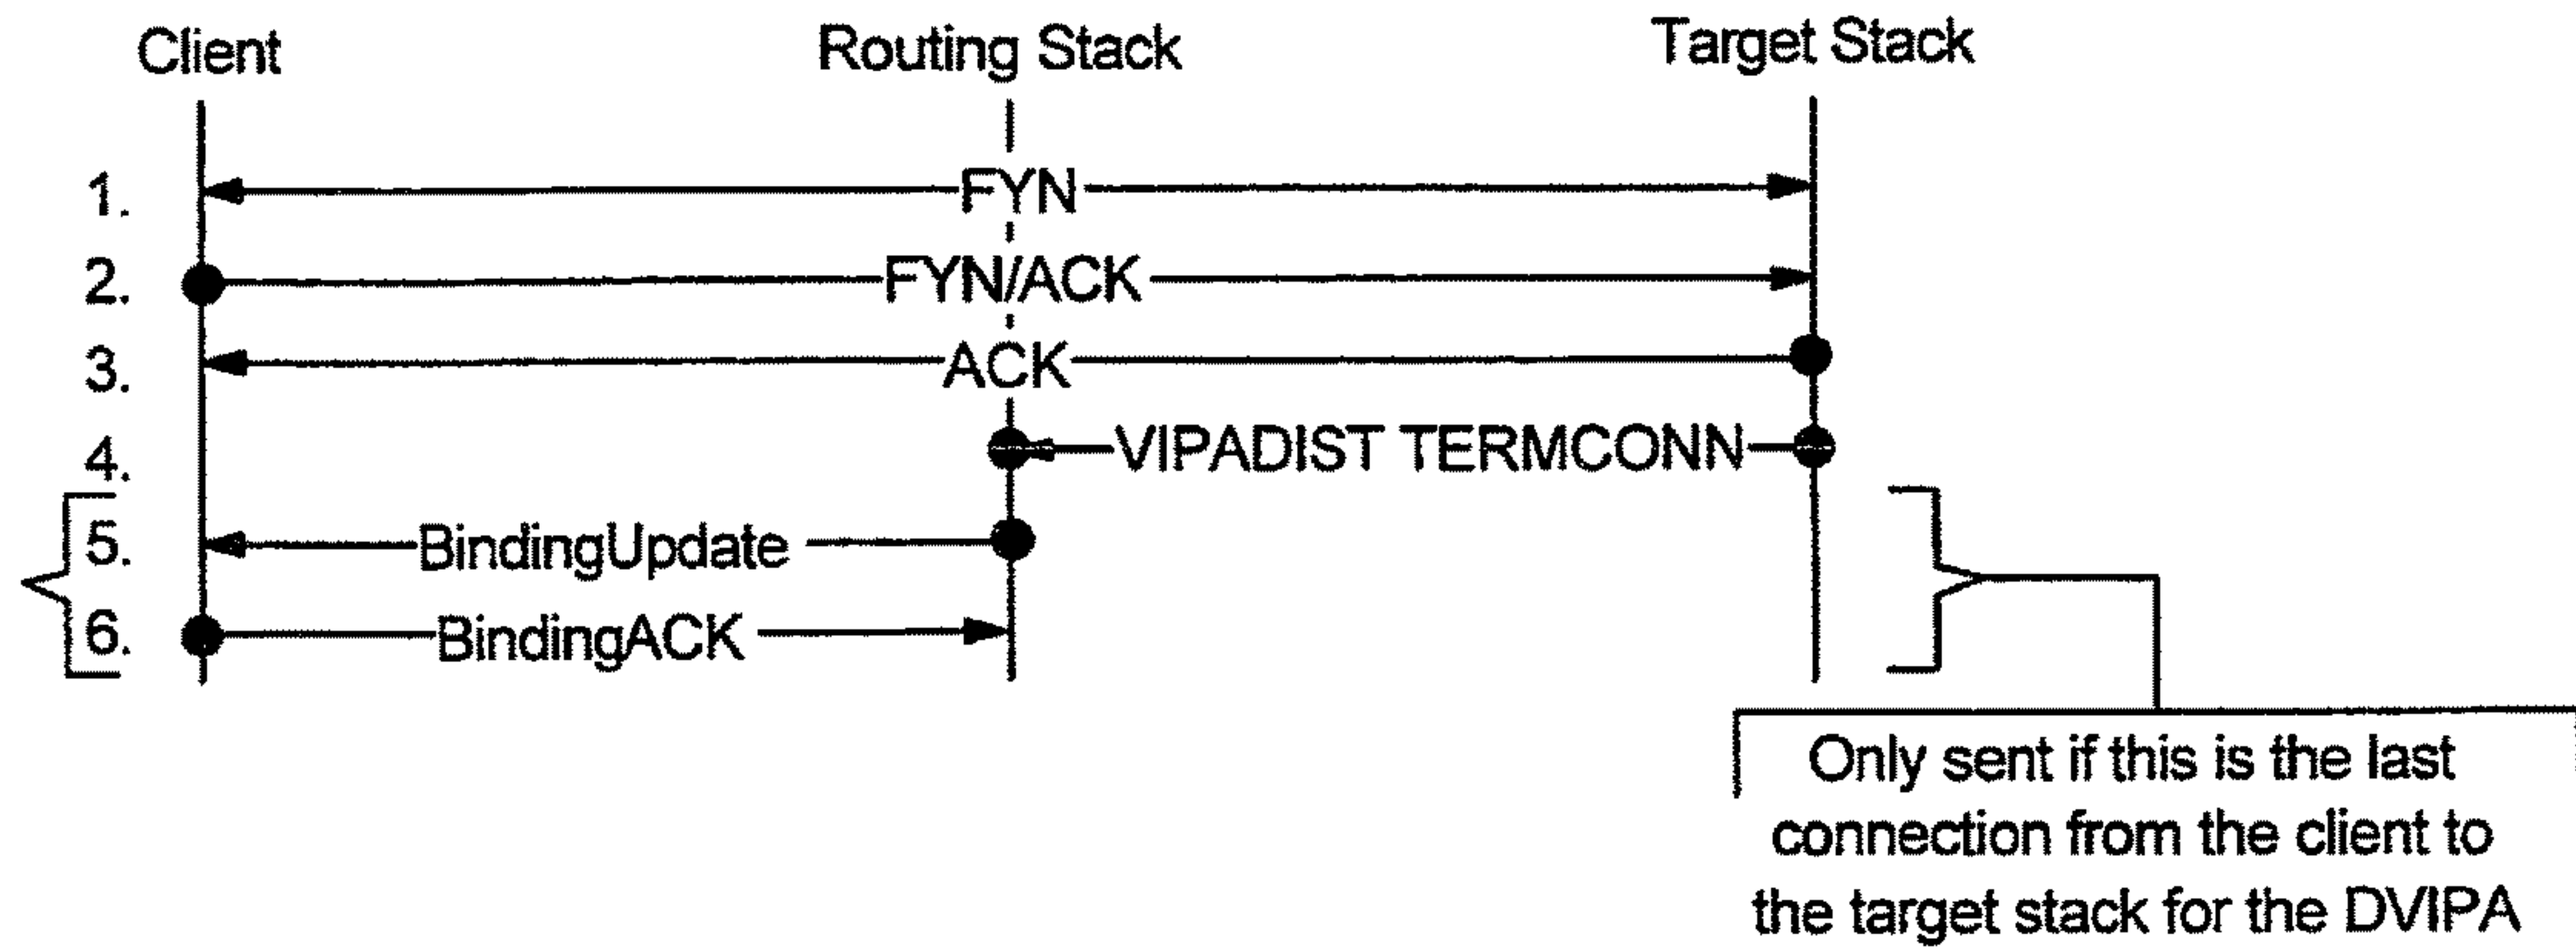 Client Routing Stack Target Stack
1. FYN
2. FYN/ACK
3. ACK
4. VIPADIST TERMCONN
5. BindingUpdate
6. BindingACK
Only sent if this is the last
connection from the client to
the target stack for the DVIPA